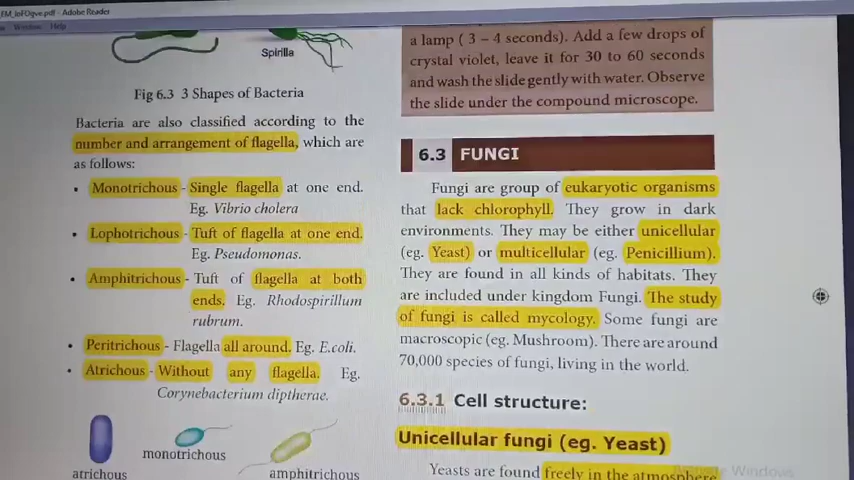 _EM_InFOgve.pdf - Adobe Reader
Window Help
Spirilla
Fig 6.3 3 Shapes of Bacteria
Bacteria are also classified according to the
number and arrangement of flagella, which are
as follows:
• Monotrichous - Single flagella at one end.
Eg. Vibrio cholera
• Lophotrichous - Tuft of flagella at one end.
Eg. Pseudomonas.
• Amphitrichous - Tuft of flagella at both
ends. Eg. Rhodospirillum
rubrum.
• Peritrichous - Flagella all around. Eg. E.coli.
• Atrichous - Without any flagella. Eg.
Corynebacterium diptherae.
atrichous
monotrichous
amphitrichous
a lamp ( 3 – 4 seconds). Add a few drops of
crystal violet, leave it for 30 to 60 seconds
and wash the slide gently with water. Observe
the slide under the compound microscope.
6.3 FUNGI
Fungi are group of eukaryotic organisms
that lack chlorophyll. They grow in dark
environments. They may be either unicellular
(eg. Yeast) or multicellular (eg. Penicillium).
They are found in all kinds of habitats. They
are included under kingdom Fungi. The study
of fungi is called mycology. Some fungi are
macroscopic (eg. Mushroom). There are around
70,000 species of fungi, living in the world.
6.3.1 Cell structure:
Unicellular fungi (eg. Yeast)
Yeasts are found freely in the atmosphere
Activate Windows